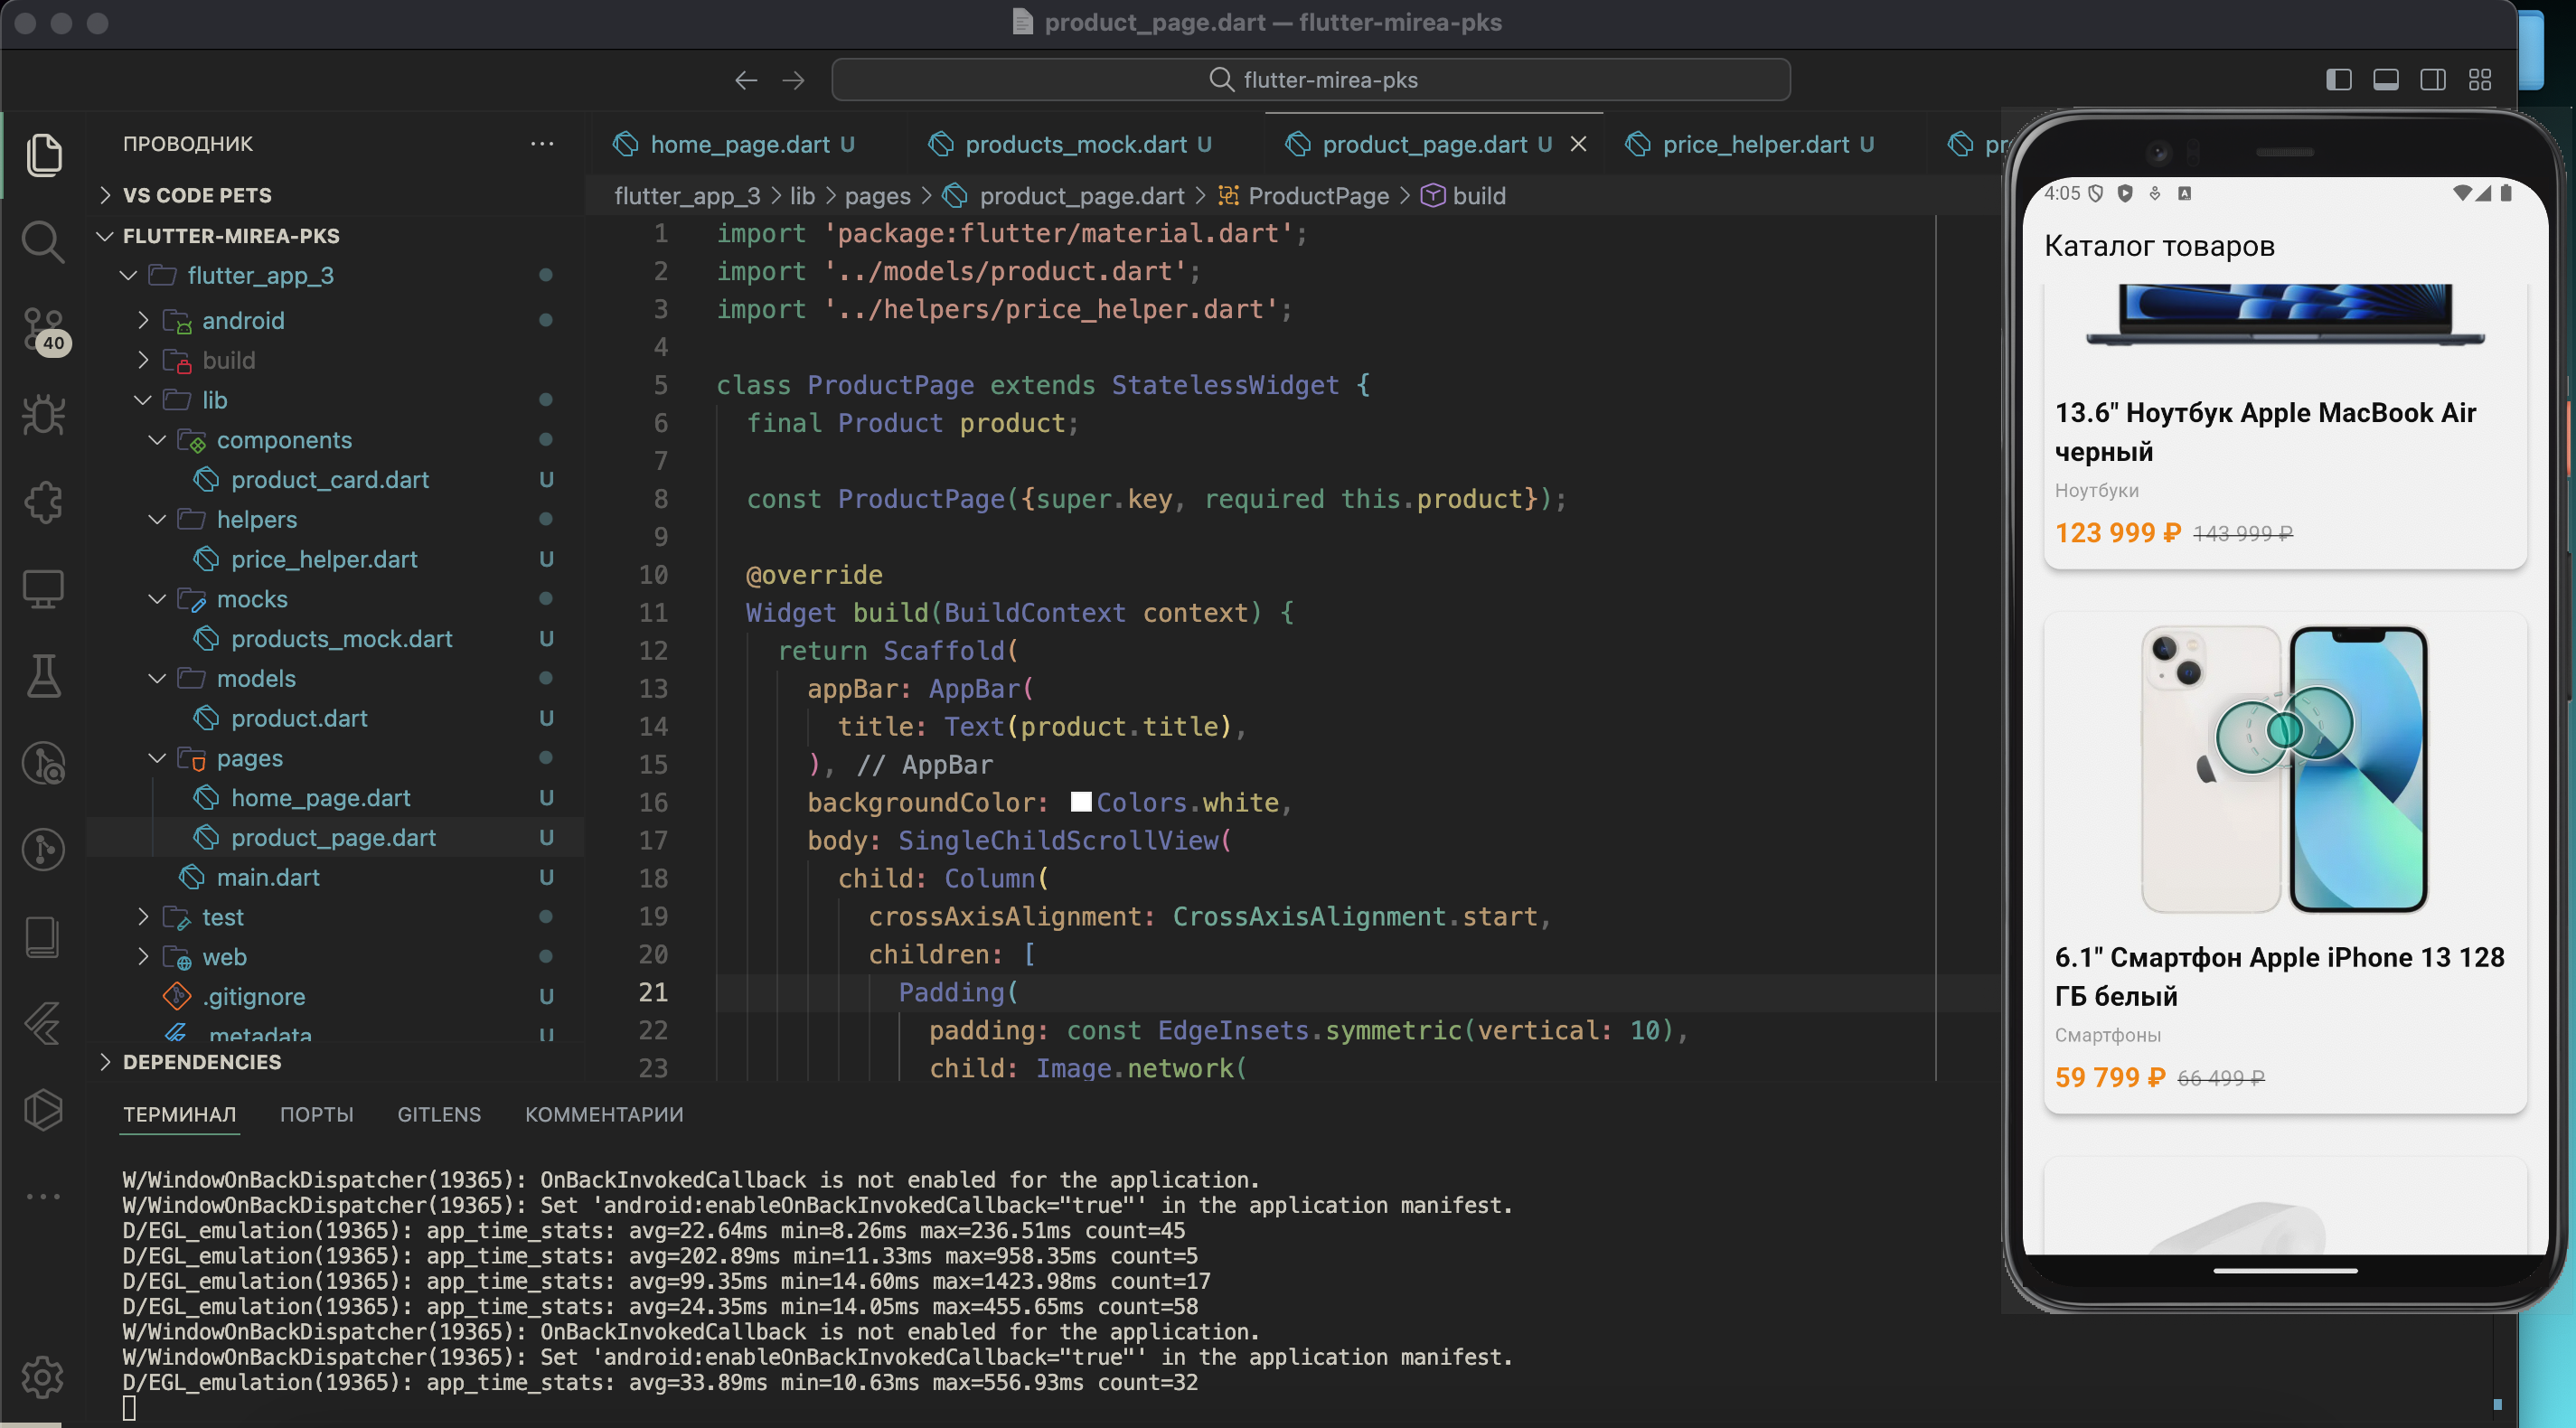 product_page.dart — flutter-mirea-pks
flutter-mirea-pks
ПРОВОДНИК
VS CODE PETS
FLUTTER-MIREA-PKS
flutter_app_3
android
build
lib
components
product_card.dart U
helpers
price_helper.dart U
mocks
products_mock.dart U
models
product.dart U
pages
home_page.dart U
product_page.dart U
main.dart U
test
web
.gitignore U
.metadata U
DEPENDENCIES
40
home_page.dart U
products_mock.dart U
product_page.dart U
price_helper.dart U
pr
flutter_app_3 > lib > pages > product_page.dart > ProductPage > build
1 import 'package:flutter/material.dart';
2 import '../models/product.dart';
3 import '../helpers/price_helper.dart';
4
5 class ProductPage extends StatelessWidget {
6 final Product product;
7
8 const ProductPage({super.key, required this.product});
9
10 @override
11 Widget build(BuildContext context) {
12 return Scaffold(
13 appBar: AppBar(
14 title: Text(product.title),
15 ), // AppBar
16 backgroundColor: Colors.white,
17 body: SingleChildScrollView(
18 child: Column(
19 crossAxisAlignment: CrossAxisAlignment.start,
20 children: [
21 Padding(
22 padding: const EdgeInsets.symmetric(vertical: 10),
23 child: Image.network(
ТЕРМИНАЛ ПОРТЫ GITLENS КОММЕНТАРИИ
W/WindowOnBackDispatcher(19365): OnBackInvokedCallback is not enabled for the application.
W/WindowOnBackDispatcher(19365): Set 'android:enableOnBackInvokedCallback="true"' in the application manifest.
D/EGL_emulation(19365): app_time_stats: avg=22.64ms min=8.26ms max=236.51ms count=45
D/EGL_emulation(19365): app_time_stats: avg=202.89ms min=11.33ms max=958.35ms count=5
D/EGL_emulation(19365): app_time_stats: avg=99.35ms min=14.60ms max=1423.98ms count=17
D/EGL_emulation(19365): app_time_stats: avg=24.35ms min=14.05ms max=455.65ms count=58
W/WindowOnBackDispatcher(19365): OnBackInvokedCallback is not enabled for the application.
W/WindowOnBackDispatcher(19365): Set 'android:enableOnBackInvokedCallback="true"' in the application manifest.
D/EGL_emulation(19365): app_time_stats: avg=33.89ms min=10.63ms max=556.93ms count=32
4:05
Каталог товаров
13.6" Ноутбук Apple MacBook Air
черный
Ноутбуки
123 999 ₽ 143 999 ₽
6.1" Смартфон Apple iPhone 13 128
ГБ белый
Смартфоны
59 799 ₽ 66 499 ₽